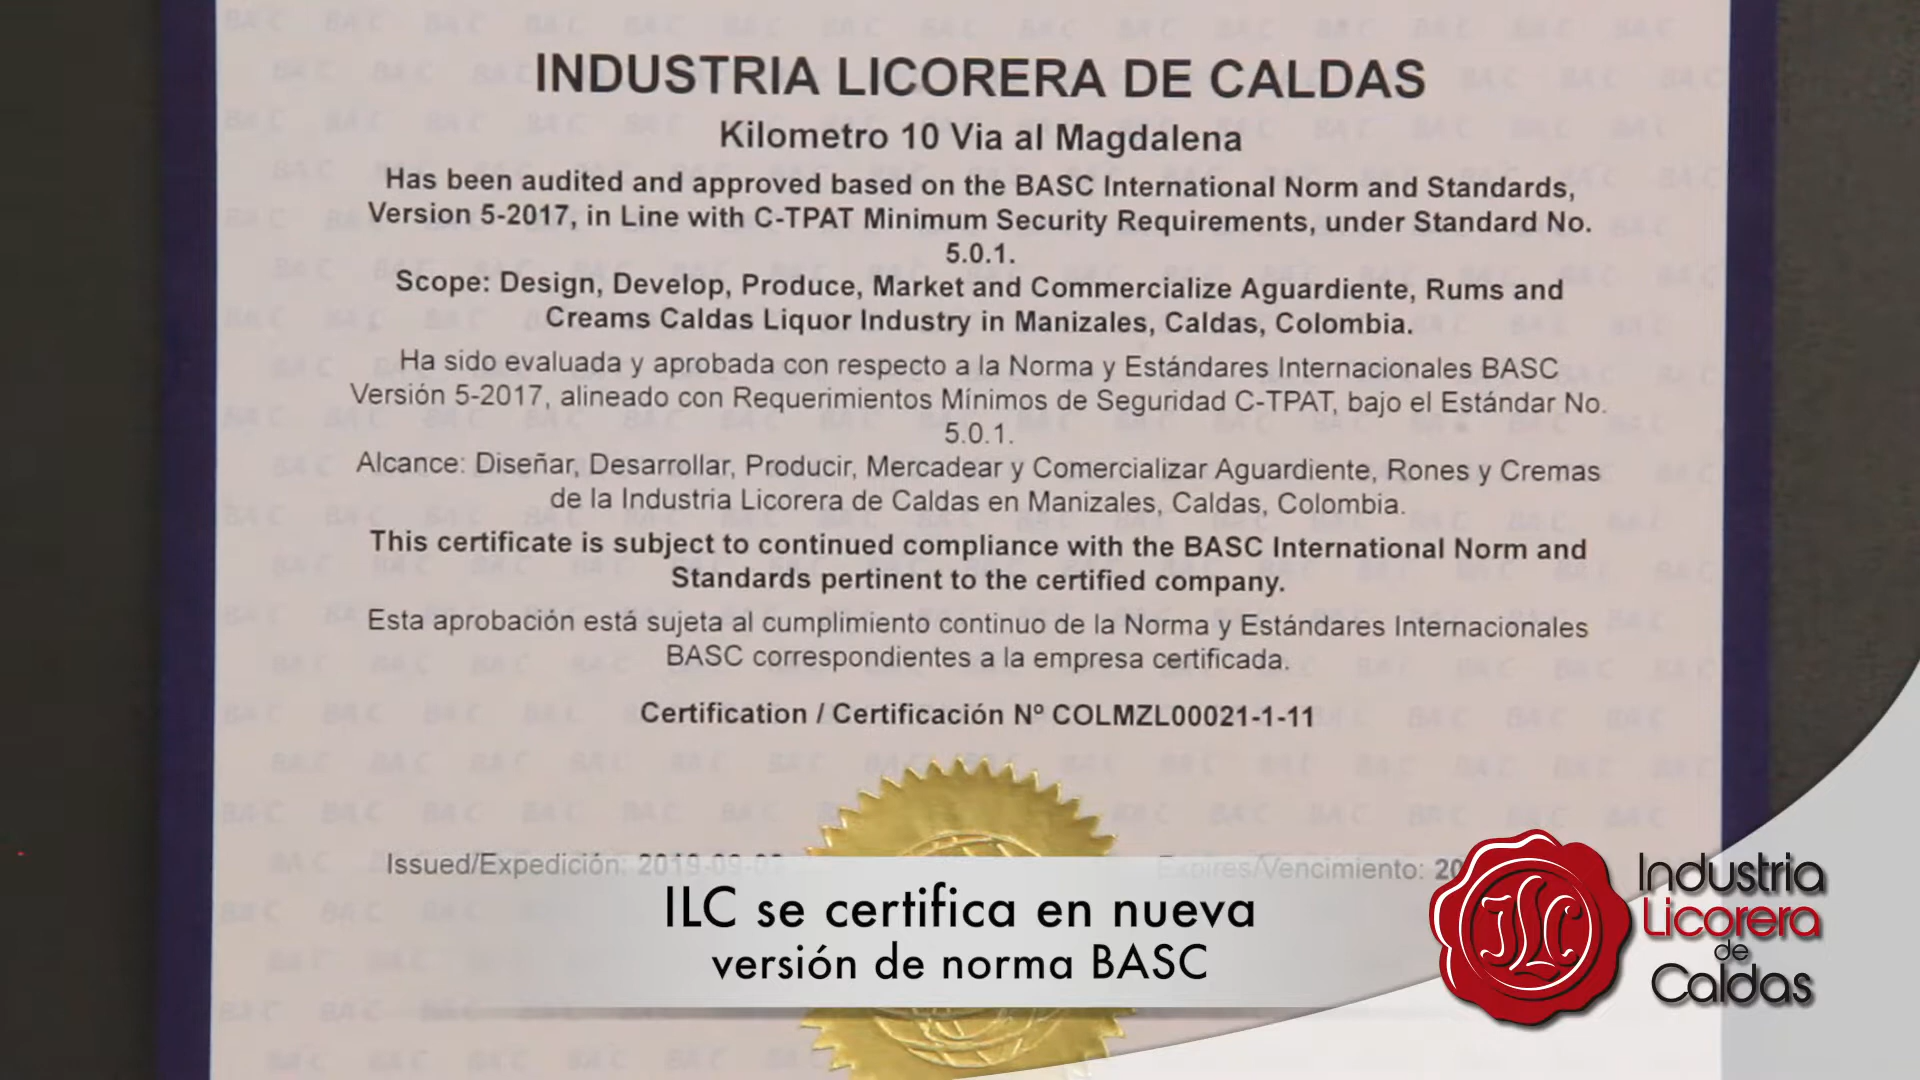 INDUSTRIA LICORERA DE CALDAS
Kilometro 10 Via al Magdalena
Has been audited and approved based on the BASC International Norm and Standards,
Version 5-2017, in Line with C-TPAT Minimum Security Requirements, under Standard No.
5.0.1.
Scope: Design, Develop, Produce, Market and Commercialize Aguardiente, Rums and
Creams Caldas Liquor Industry in Manizales, Caldas, Colombia.
Ha sido evaluada y aprobada con respecto a la Norma y Estándares Internacionales BASC
Versión 5-2017, alineado con Requerimientos Mínimos de Seguridad C-TPAT, bajo el Estándar No.
5.0.1.
Alcance: Diseñar, Desarrollar, Producir, Mercadear y Comercializar Aguardiente, Rones y Cremas
de la Industria Licorera de Caldas en Manizales, Caldas, Colombia.
This certificate is subject to continued compliance with the BASC International Norm and
Standards pertinent to the certified company.
Esta aprobación está sujeta al cumplimiento continuo de la Norma y Estándares Internacionales
BASC correspondientes a la empresa certificada.
Certification / Certificación Nº COLMZL00021-1-11
Issued/Expedición: Expires/Vencimiento:
ILC se certifica en nueva
versión de norma BASC
ILC
Industria
Licorera
de
Caldas